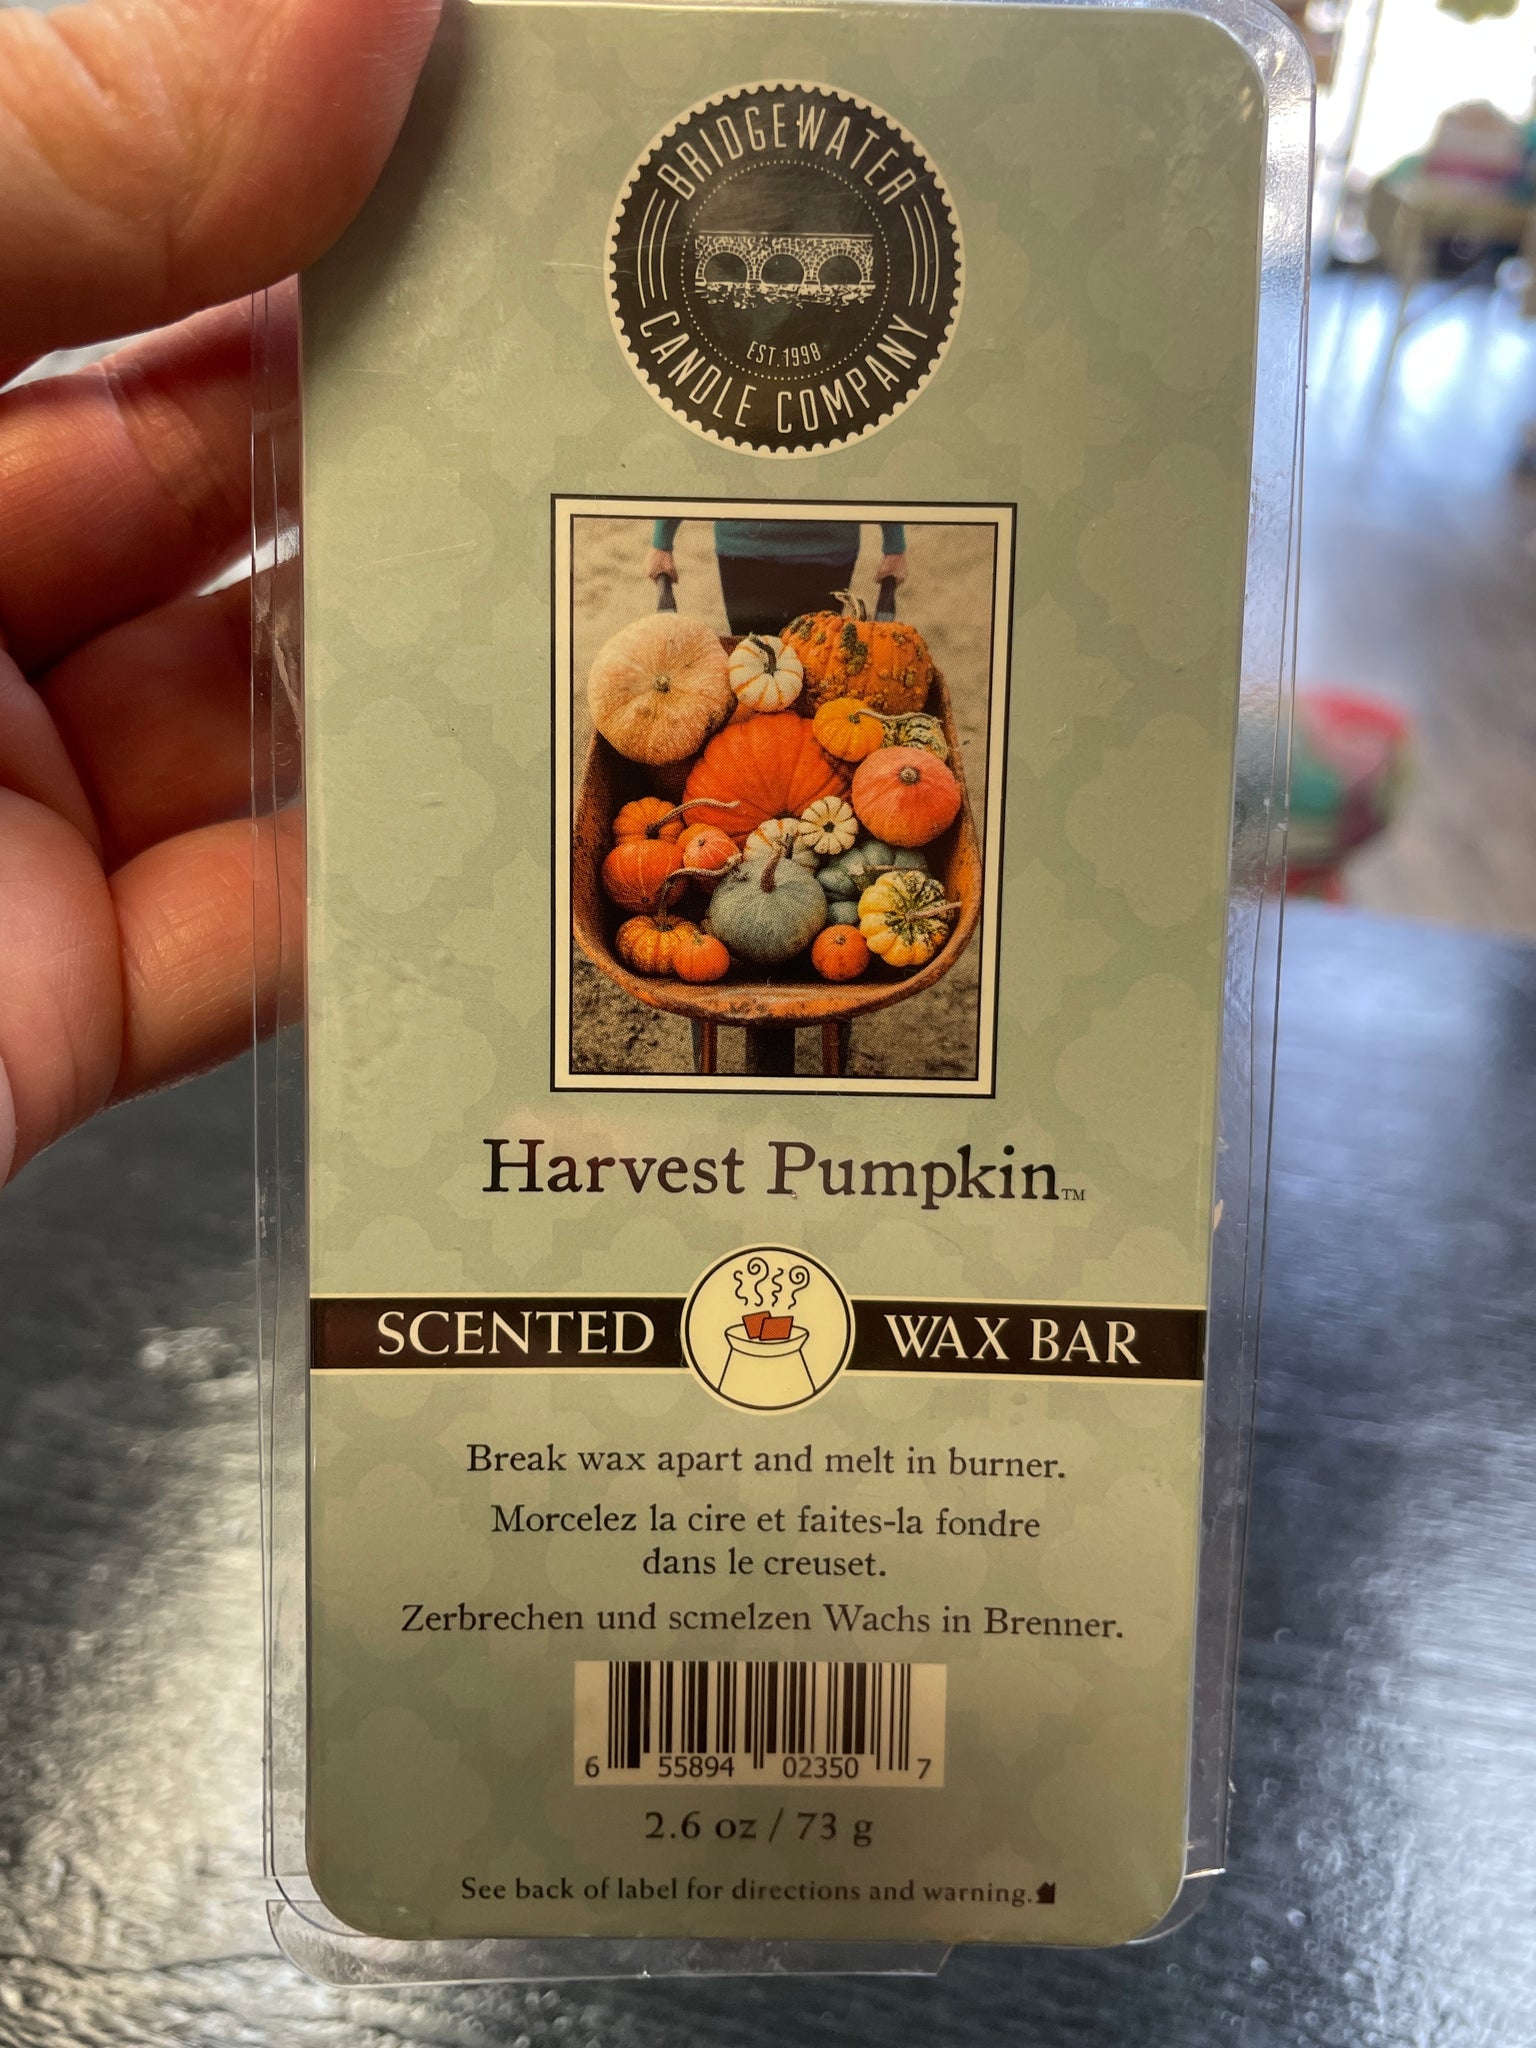 BRIDGEWATER
EST. 1998
CANDLE COMPANY
Harvest Pumpkin™
SCENTED WAX BAR
Break wax apart and melt in burner.
Morcelez la cire et faites-la fondre
dans le creuset.
Zerbrechen und scmelzen Wachs in Brenner.
6 55894 02350 7
2.6 oz / 73 g
See back of label for directions and warning.